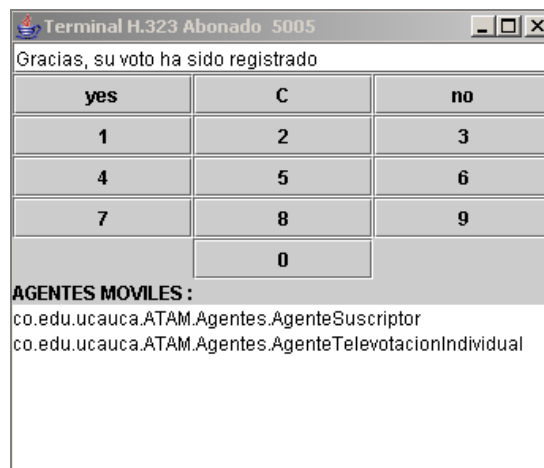 Terminal H.323 Abonado 5005
Gracias, su voto ha sido registrado
yes C no
1 2 3
4 5 6
7 8 9
0
AGENTES MOVILES :
co.edu.ucauca.ATAM.Agentes.AgenteSuscriptor
co.edu.ucauca.ATAM.Agentes.AgenteTelevotacionIndividual